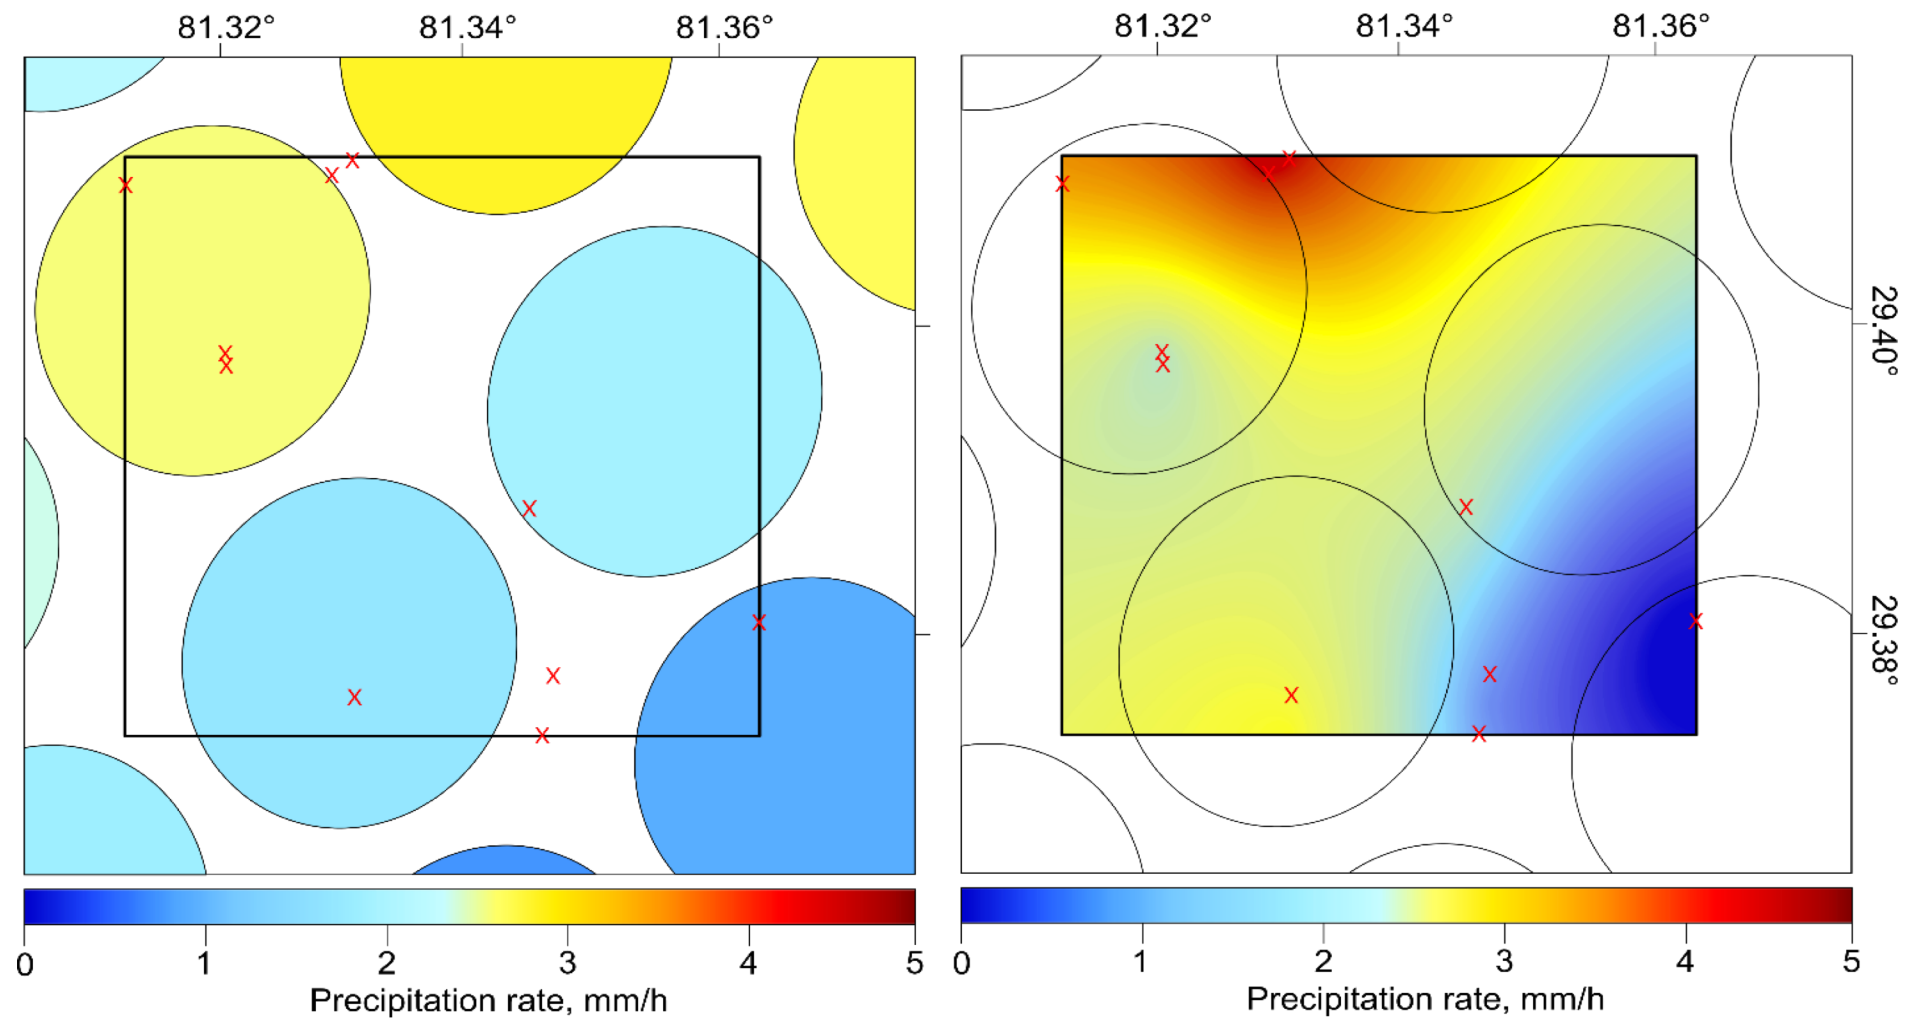 81.32° 81.34° 81.36°
81.32° 81.34° 81.36°
29.40°
29.38°
0 1 2 3 4 5
Precipitation rate, mm/h
0 1 2 3 4 5
Precipitation rate, mm/h